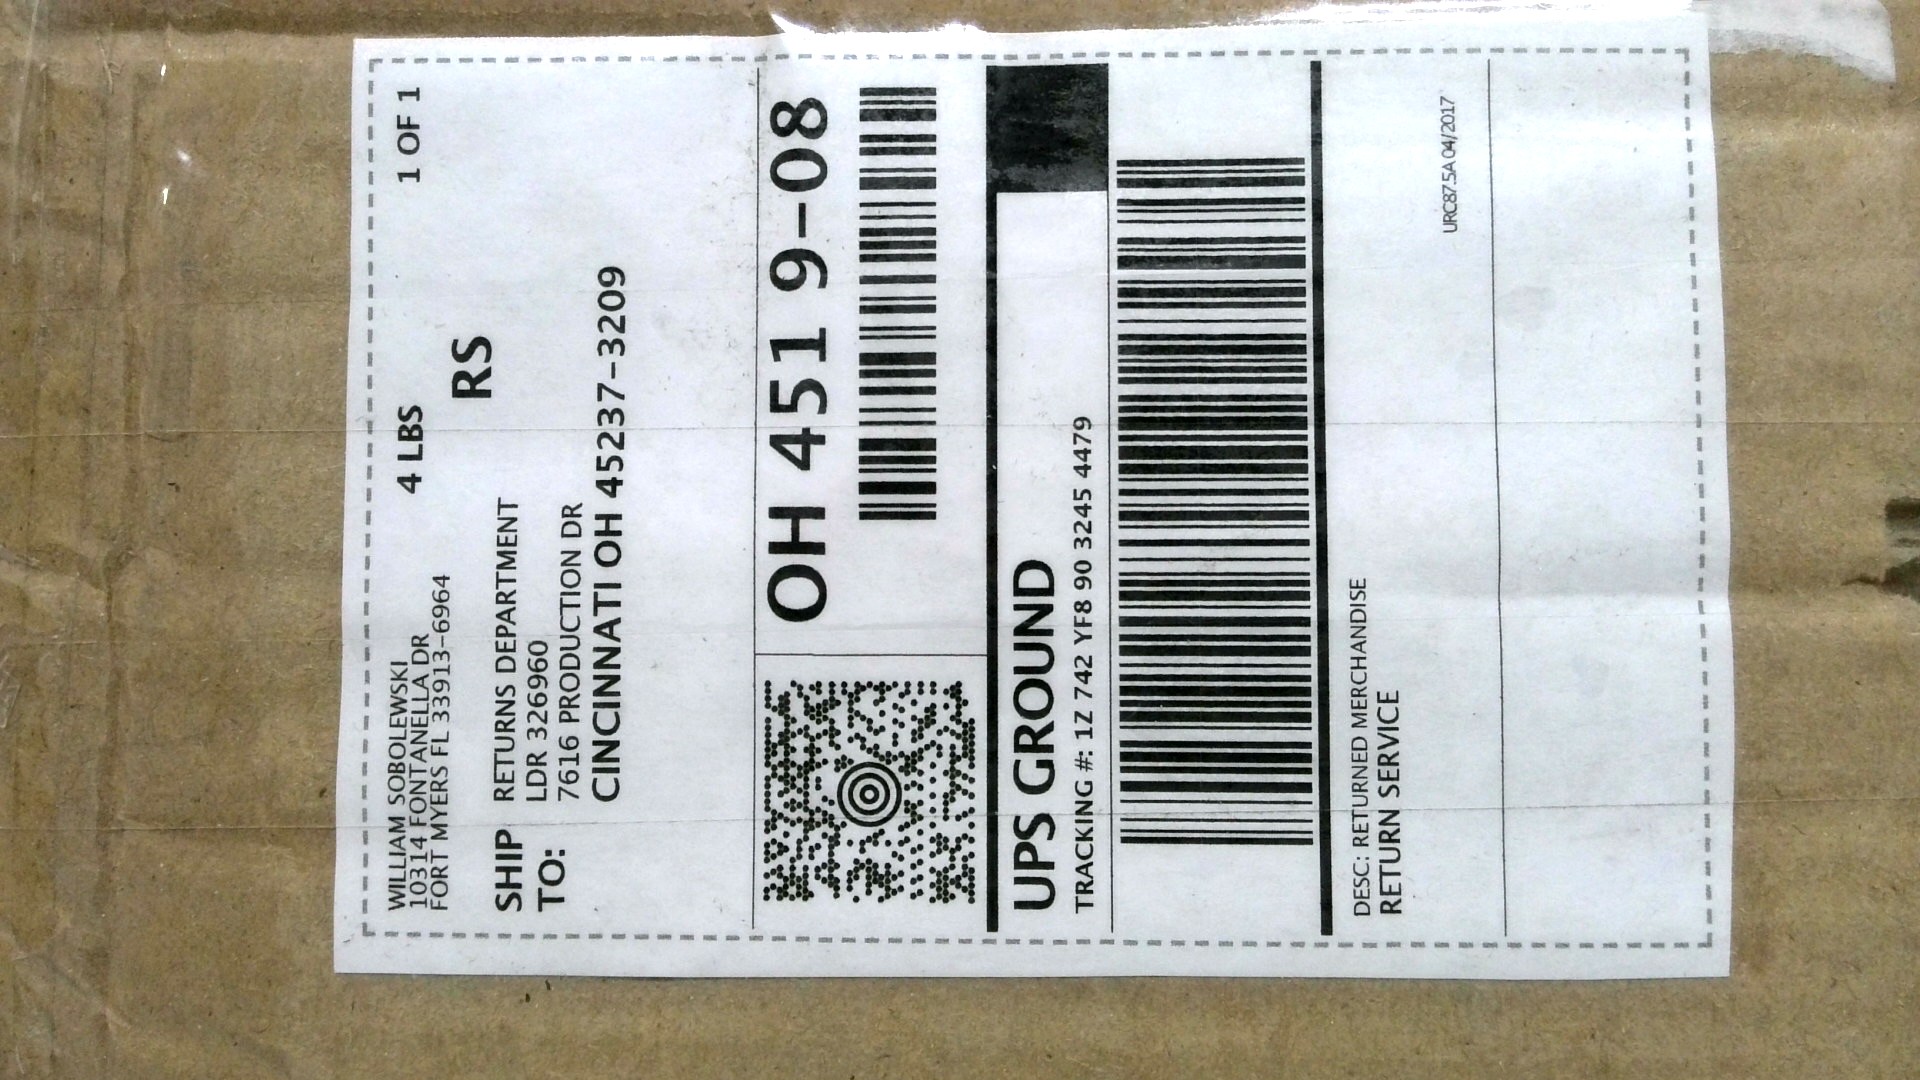 WILLIAM SOBOLEWSKI
10314 FONTANELLA DR
FORT MYERS FL 33913-6964
4 LBS
1 OF 1
RS
SHIP TO:
RETURNS DEPARTMENT
LDR 326960
7616 PRODUCTION DR
CINCINNATI OH 45237-3209
OH 451 9-08
UPS GROUND
TRACKING #: 1Z 742 YF8 90 3245 4479
DESC: RETURNED MERCHANDISE
RETURN SERVICE
URC87.5A 04/2017